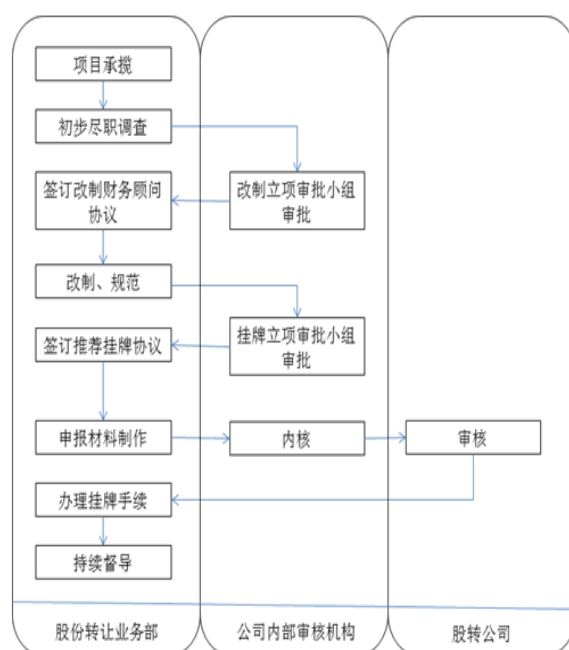 项目承揽
初步尽职调查
签订改制财务顾问
协议
改制立项审批小组
审批
改制、规范
签订推荐挂牌协议
挂牌立项审批小组
审批
申报材料制作
内核
审核
办理挂牌手续
持续督导
股份转让业务部
公司内部审核机构
股转公司